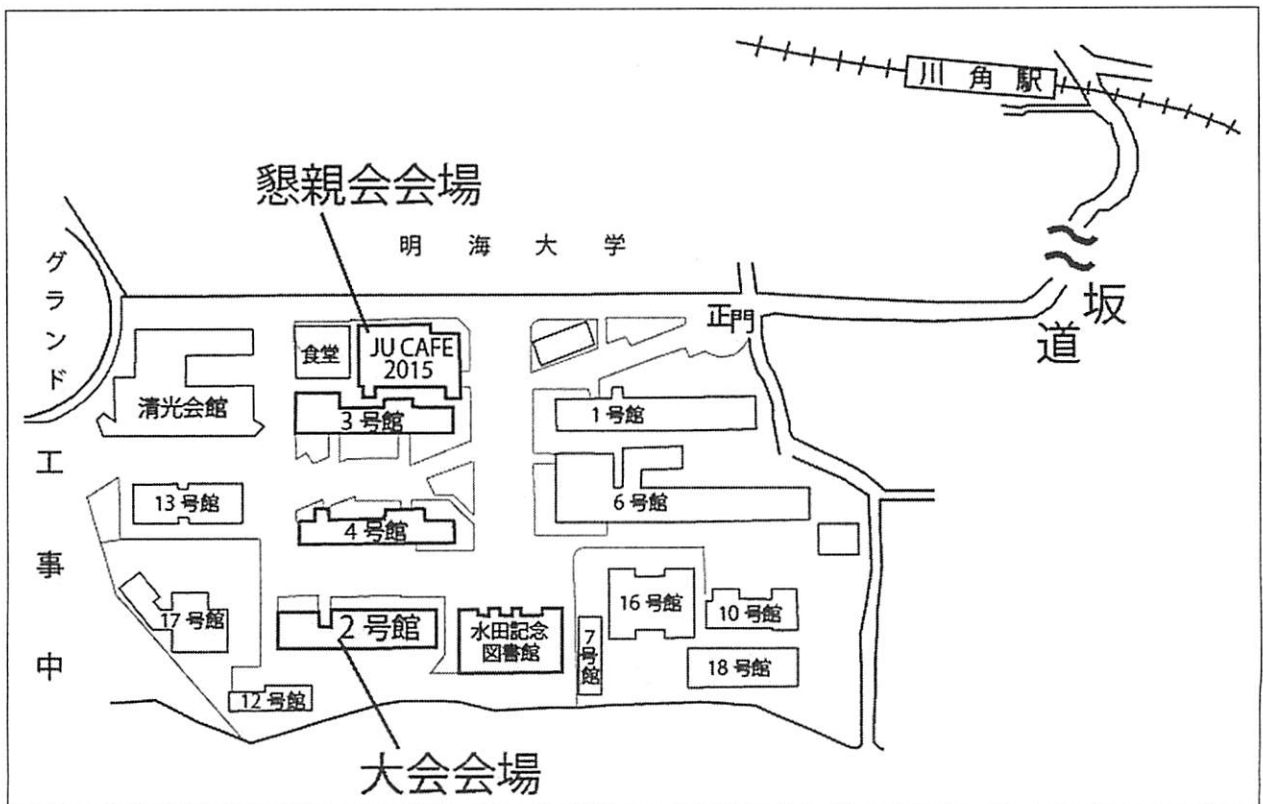 川角駅
懇親会会場
明海大学
グランド
正門
坂道
食堂
JU CAFE
2015
清光会館
3号館
1号館
工事中
13号館
6号館
4号館
17号館
2号館
水田記念
図書館
7号館
16号館
10号館
18号館
12号館
大会会場